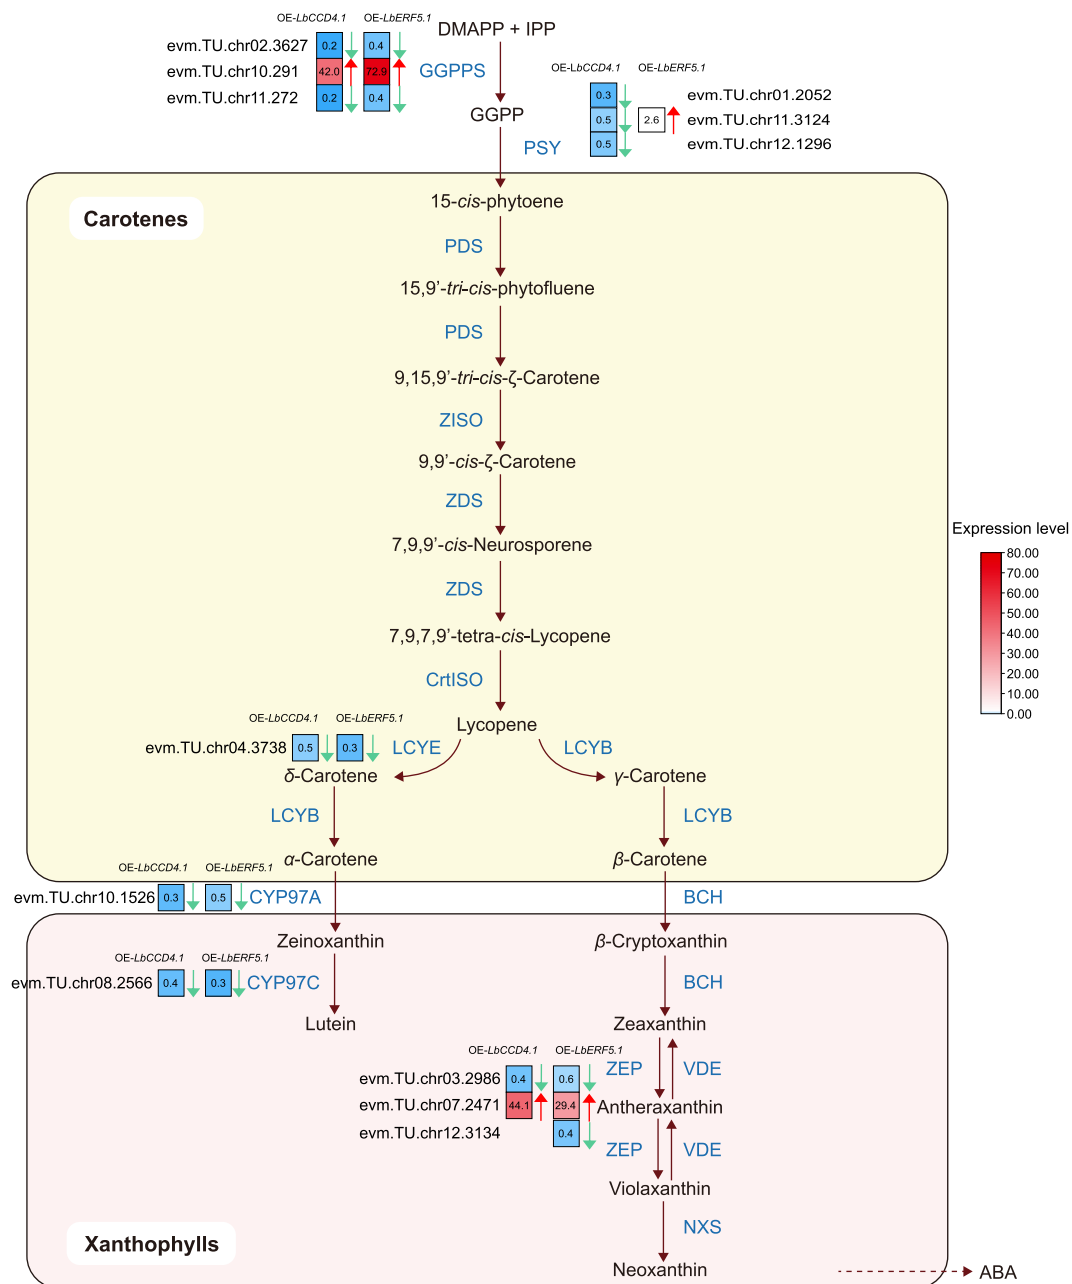 OE-LbCCD4.1 OE-LbERF5.1
DMAPP + IPP
evm.TU.chr02.3627 0.2 0.4
evm.TU.chr10.291 42.0 72.9 GGPPS
evm.TU.chr11.272 0.2 0.4
OE-LbCCD4.1 OE-LbERF5.1
0.3 evm.TU.chr01.2052
GGPP 0.5 2.6 evm.TU.chr11.3124
PSY 0.5 evm.TU.chr12.1296
Carotenes
15-cis-phytoene
PDS
15,9'-tri-cis-phytofluene
PDS
9,15,9'-tri-cis-ζ-Carotene
ZISO
9,9'-cis-ζ-Carotene
ZDS
7,9,9'-cis-Neurosporene
ZDS
7,9,7,9'-tetra-cis-Lycopene
CrtISO
Lycopene
OE-LbCCD4.1 OE-LbERF5.1
evm.TU.chr04.3738 0.5 0.3 LCYE LCYB
δ-Carotene γ-Carotene
LCYB LCYB
α-Carotene β-Carotene
OE-LbCCD4.1 OE-LbERF5.1
evm.TU.chr10.1526 0.3 0.5 CYP97A BCH
Zeinoxanthin β-Cryptoxanthin
OE-LbCCD4.1 OE-LbERF5.1
evm.TU.chr08.2566 0.4 0.3 CYP97C BCH
Lutein Zeaxanthin
OE-LbCCD4.1 OE-LbERF5.1
evm.TU.chr03.2986 0.4 0.6 ZEP VDE
evm.TU.chr07.2471 44.1 29.4 Antheraxanthin
evm.TU.chr12.3134 0.4
ZEP VDE
Violaxanthin
NXS
Xanthophylls
Neoxanthin ABA
Expression level
80.00
70.00
60.00
50.00
40.00
30.00
20.00
10.00
0.00